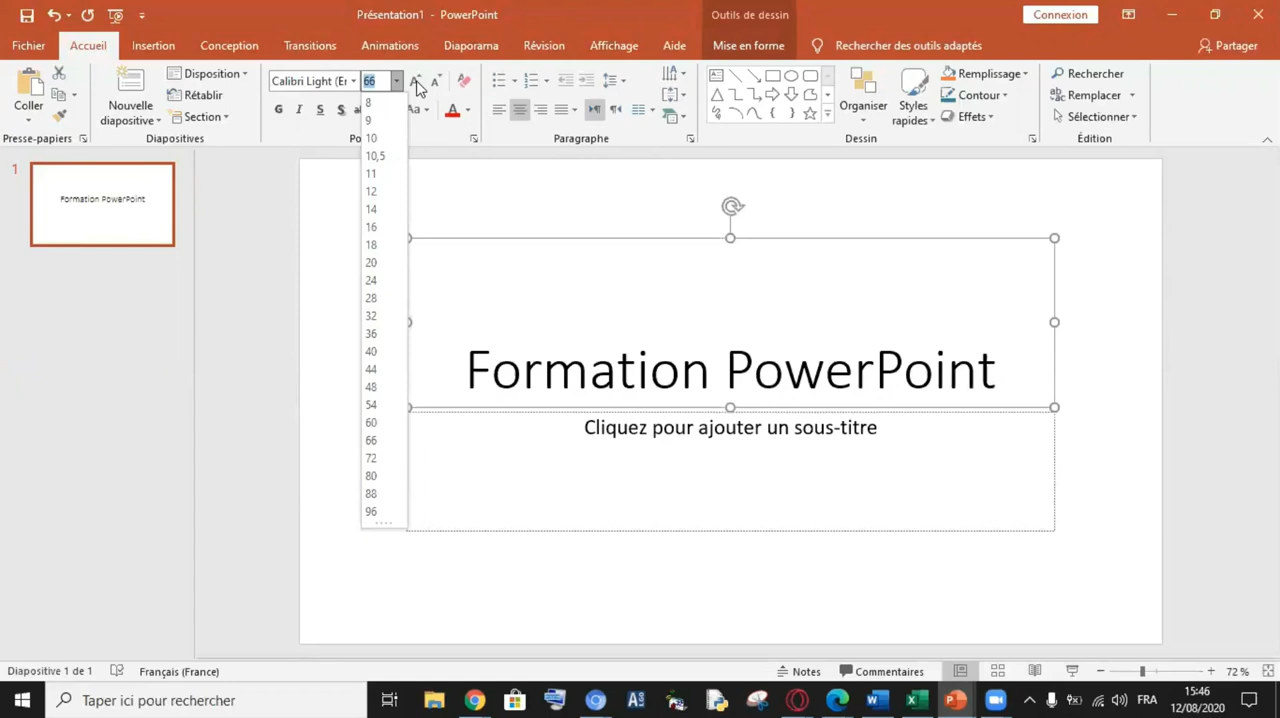 Présentation1 - PowerPoint
Outils de dessin
Connexion
Fichier
Accueil
Insertion
Conception
Transitions
Animations
Diaporama
Révision
Affichage
Aide
Mise en forme
Rechercher des outils adaptés
Partager
Coller
Nouvelle
diapositive
Disposition
Rétablir
Section
Calibri Light (En
66
G
I
S
S
Aa
A
Organiser
Styles
rapides
Remplissage
Contour
Effets
Rechercher
Remplacer
Sélectionner
Presse-papiers
Diapositives
Po
Paragraphe
Dessin
Édition
8
9
10
10,5
11
12
14
16
18
20
24
28
32
36
40
44
48
54
60
66
72
80
88
96
1
Formation PowerPoint
Formation PowerPoint
Cliquez pour ajouter un sous-titre
Diapositive 1 de 1
Français (France)
Notes
Commentaires
72 %
Taper ici pour rechercher
FRA
15:46
12/08/2020